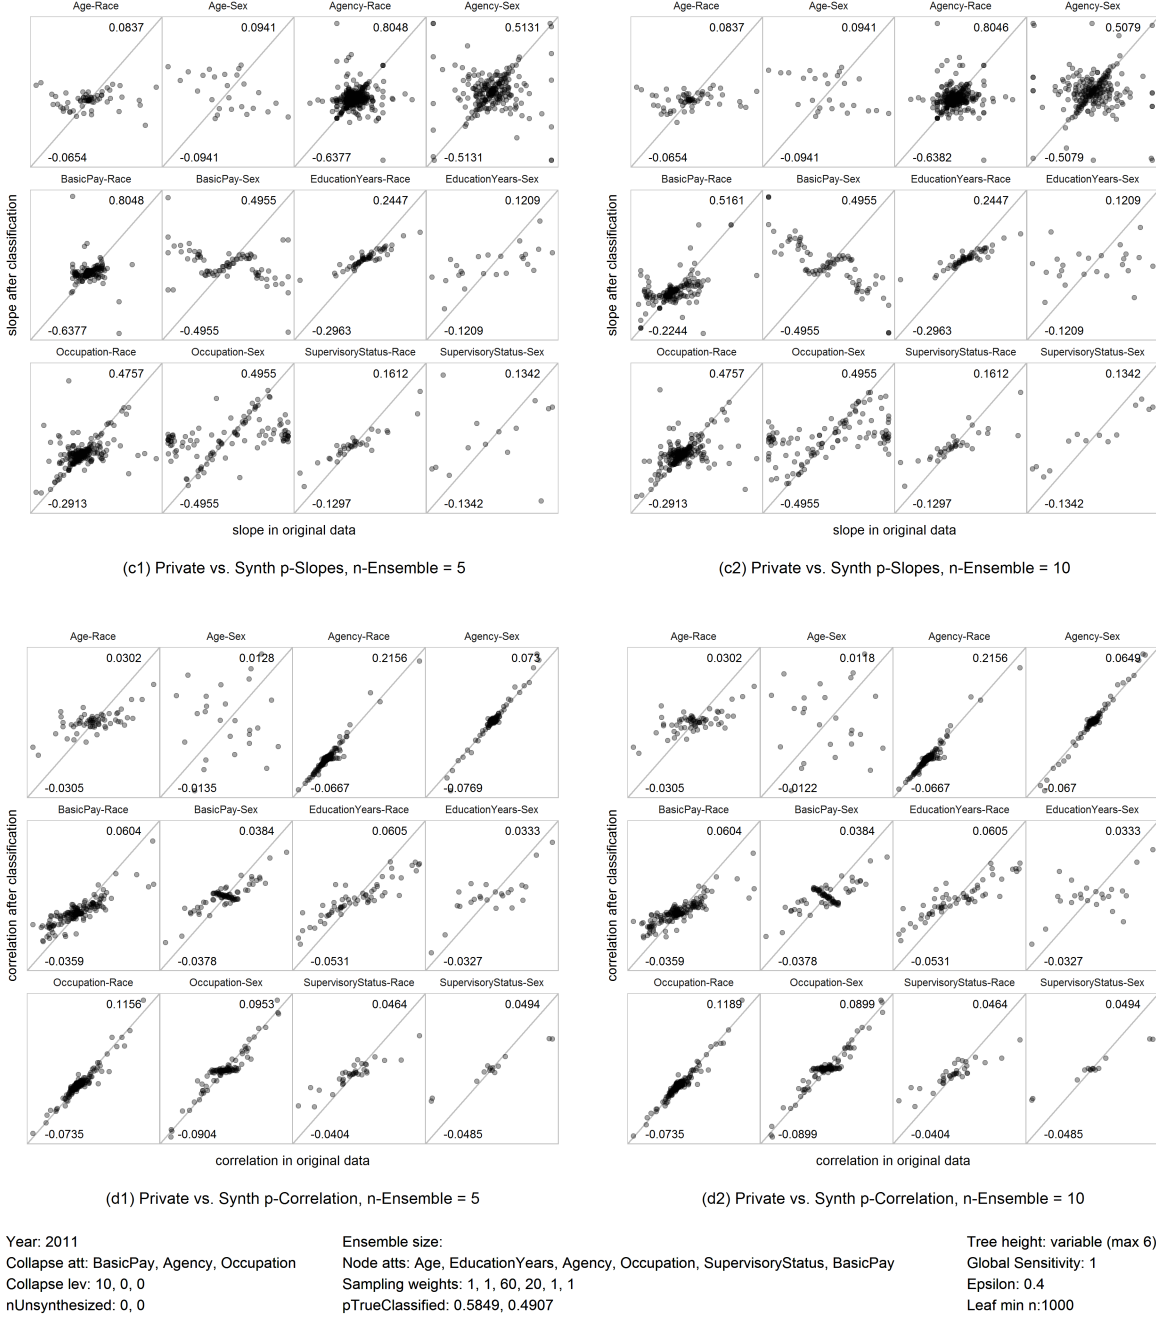 Age-Race Age-Sex Agency-Race Agency-Sex
0.0837 0.0941 0.8048 0.5131
-0.0654 -0.0941 -0.6377 -0.5131
BasicPay-Race BasicPay-Sex EducationYears-Race EducationYears-Sex
0.8048 0.4955 0.2447 0.1209
-0.6377 -0.4955 -0.2963 -0.1209
Occupation-Race Occupation-Sex SupervisoryStatus-Race SupervisoryStatus-Sex
0.4757 0.4955 0.1612 0.1342
-0.2913 -0.4955 -0.1297 -0.1342
slope after classification
slope in original data
(c1) Private vs. Synth p-Slopes, n-Ensemble = 5
Age-Race Age-Sex Agency-Race Agency-Sex
0.0837 0.0941 0.8046 0.5079
-0.0654 -0.0941 -0.6382 -0.5079
BasicPay-Race BasicPay-Sex EducationYears-Race EducationYears-Sex
0.5161 0.4955 0.2447 0.1209
-0.2244 -0.4955 -0.2963 -0.1209
Occupation-Race Occupation-Sex SupervisoryStatus-Race SupervisoryStatus-Sex
0.4757 0.4955 0.1612 0.1342
-0.2913 -0.4955 -0.1297 -0.1342
slope after classification
slope in original data
(c2) Private vs. Synth p-Slopes, n-Ensemble = 10
Age-Race Age-Sex Agency-Race Agency-Sex
0.0302 0.0128 0.2156 0.073
-0.0305 -0.0135 -0.0667 -0.0769
BasicPay-Race BasicPay-Sex EducationYears-Race EducationYears-Sex
0.0604 0.0384 0.0605 0.0333
-0.0359 -0.0378 -0.0531 -0.0327
Occupation-Race Occupation-Sex SupervisoryStatus-Race SupervisoryStatus-Sex
0.1156 0.0953 0.0464 0.0494
-0.0735 -0.0904 -0.0404 -0.0485
correlation after classification
correlation in original data
(d1) Private vs. Synth p-Correlation, n-Ensemble = 5
Age-Race Age-Sex Agency-Race Agency-Sex
0.0302 0.0118 0.2156 0.0649
-0.0305 -0.0122 -0.0667 -0.067
BasicPay-Race BasicPay-Sex EducationYears-Race EducationYears-Sex
0.0604 0.0384 0.0605 0.0333
-0.0359 -0.0378 -0.0531 -0.0327
Occupation-Race Occupation-Sex SupervisoryStatus-Race SupervisoryStatus-Sex
0.1189 0.0899 0.0464 0.0494
-0.0735 -0.0899 -0.0404 -0.0485
correlation after classification
correlation in original data
(d2) Private vs. Synth p-Correlation, n-Ensemble = 10
Year: 2011
Collapse att: BasicPay, Agency, Occupation
Collapse lev: 10, 0, 0
nUnsynthesized: 0, 0
Ensemble size:
Node atts: Age, EducationYears, Agency, Occupation, SupervisoryStatus, BasicPay
Sampling weights: 1, 1, 60, 20, 1, 1
pTrueClassified: 0.5849, 0.4907
Tree height: variable (max 6)
Global Sensitivity: 1
Epsilon: 0.4
Leaf min n:1000